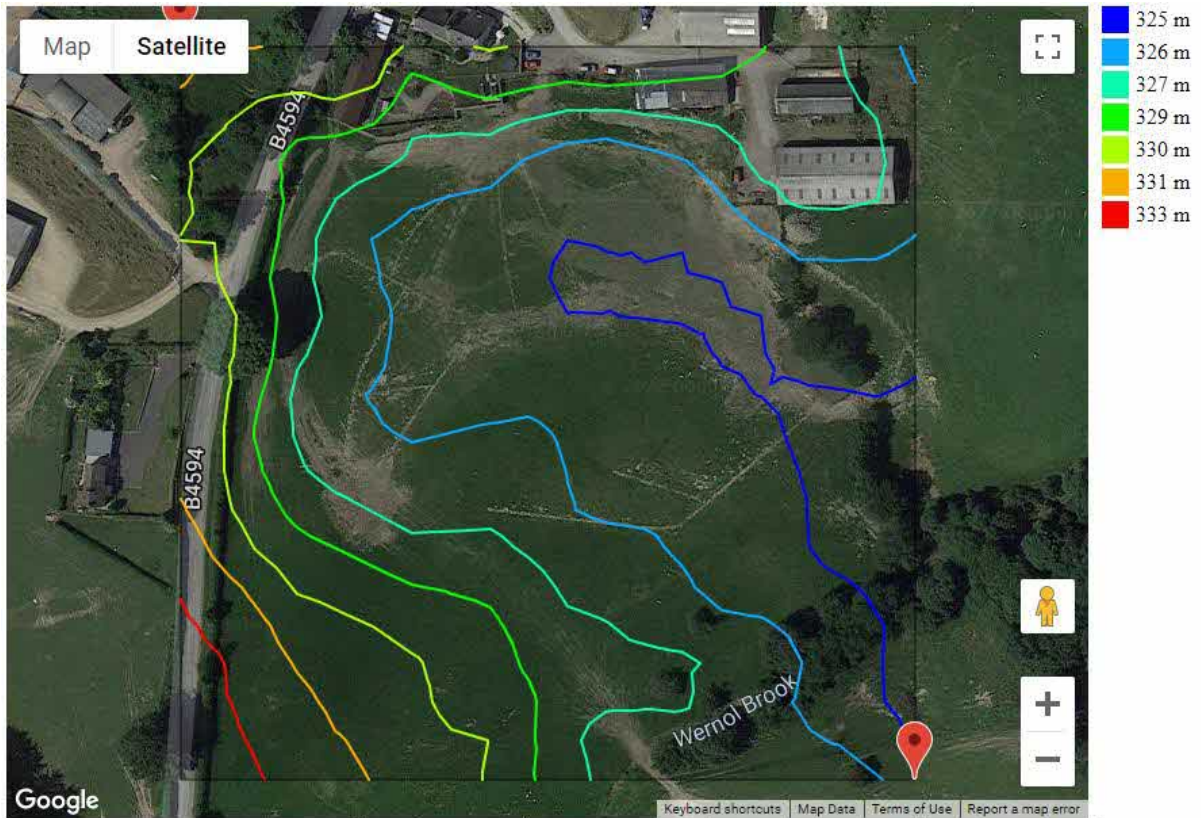 Map
Satellite
325 m
326 m
327 m
329 m
330 m
331 m
333 m
B4594
B4594
Wernol Brook
Google
Keyboard shortcuts
Map Data
Terms of Use
Report a map error